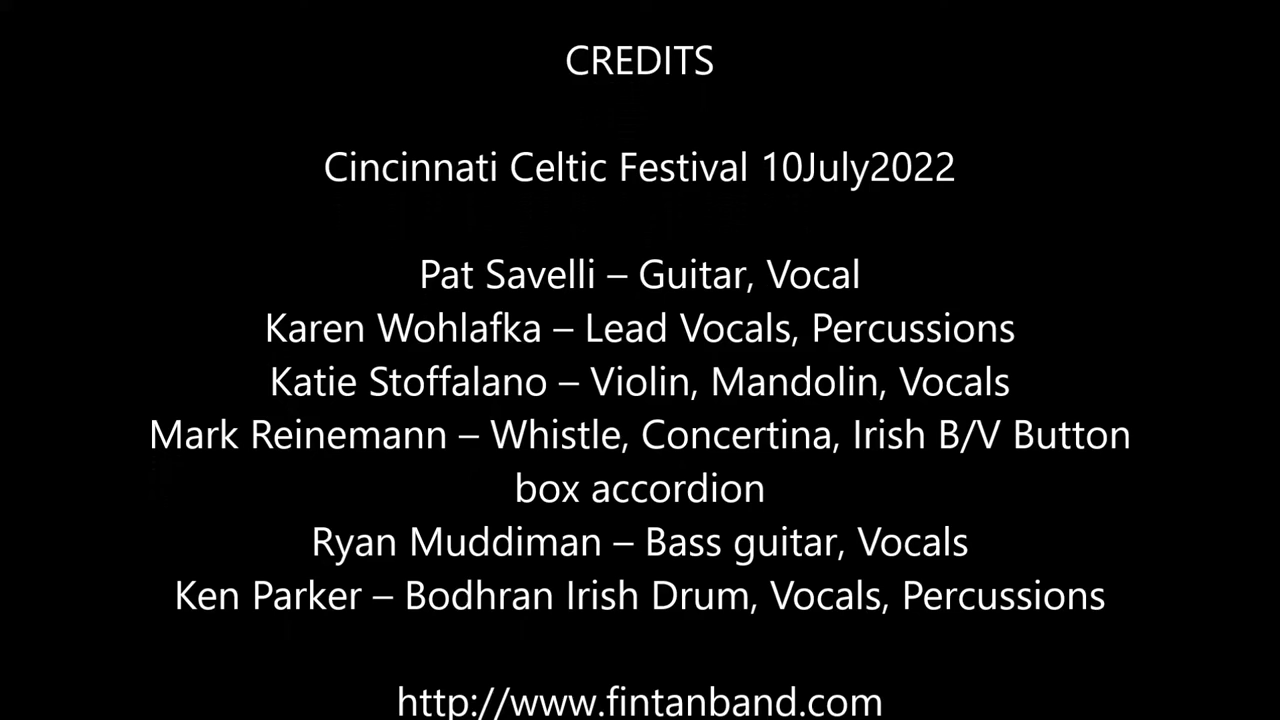 CREDITS
Cincinnati Celtic Festival 10July2022
Pat Savelli – Guitar, Vocal
Karen Wohlafka – Lead Vocals, Percussions
Katie Stoffalano – Violin, Mandolin, Vocals
Mark Reinemann – Whistle, Concertina, Irish B/V Button
box accordion
Ryan Muddiman – Bass guitar, Vocals
Ken Parker – Bodhran Irish Drum, Vocals, Percussions
http://www.fintanband.com